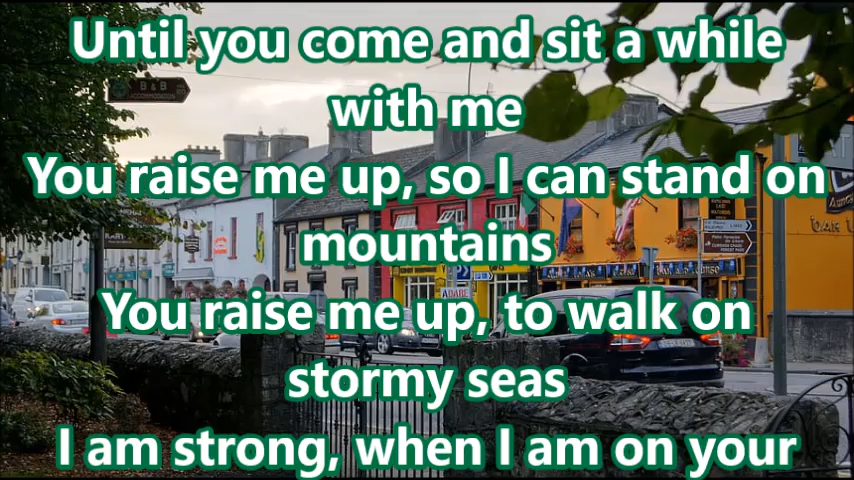 Until you come and sit a while
with me
You raise me up, so I can stand on
mountains
You raise me up, to walk on
stormy seas
I am strong, when I am on your
B & B
ACCOMMODATION